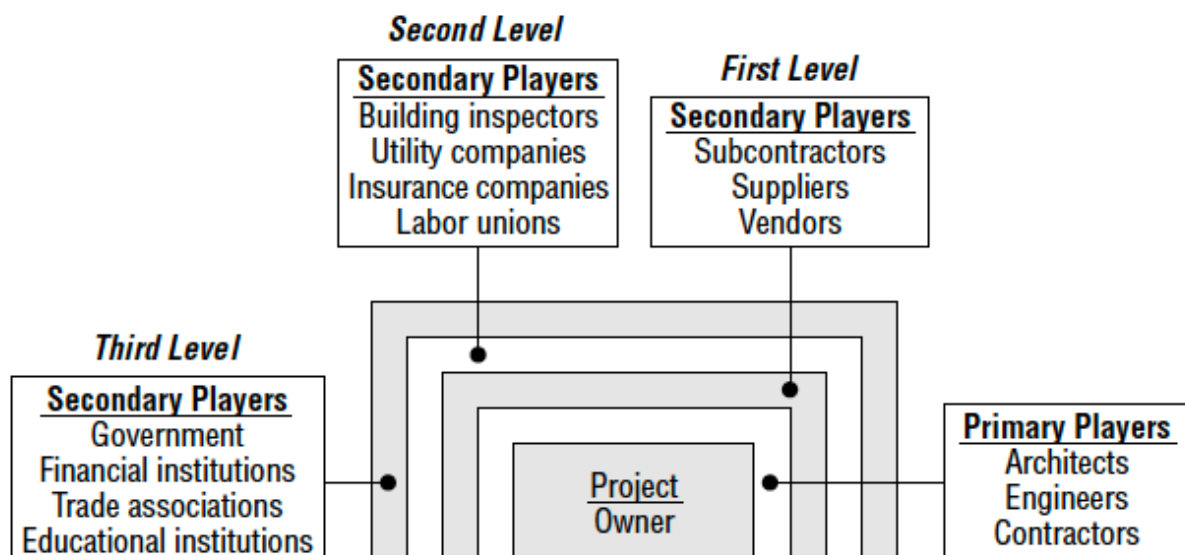 Second Level
Secondary Players
Building inspectors
Utility companies
Insurance companies
Labor unions
First Level
Secondary Players
Subcontractors
Suppliers
Vendors
Third Level
Secondary Players
Government
Financial institutions
Trade associations
Educational institutions
Project
Owner
Primary Players
Architects
Engineers
Contractors